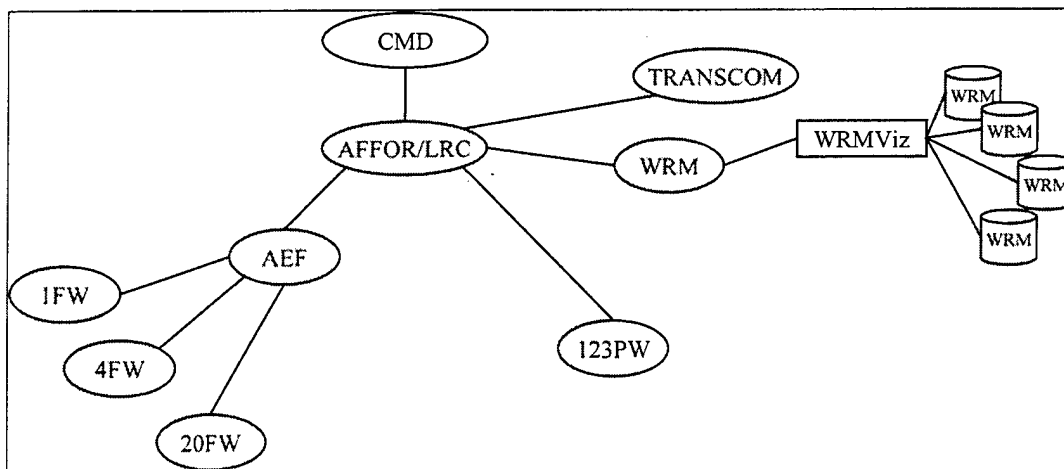 CMD
TRANSCOM
WRM
WRM
WRMViz
AFFOR/LRC
WRM
WRM
WRM
AEF
1FW
123PW
4FW
20FW